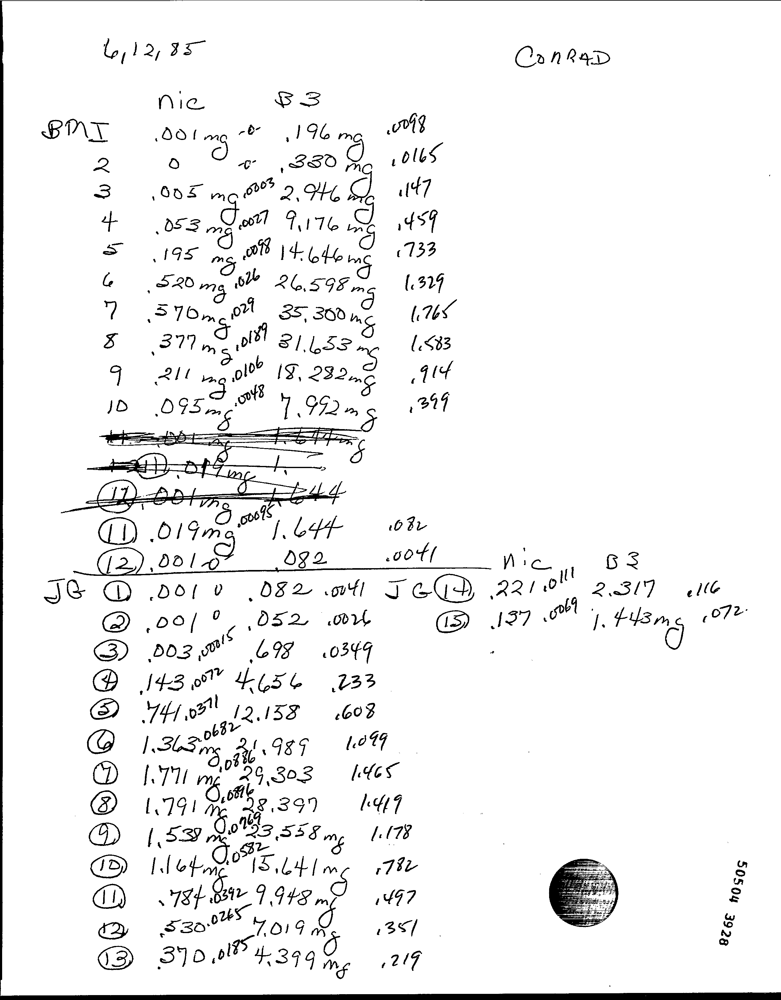 6,12,85 CONRAD
nic B3
BMI .001 mg -0- .196 mg .0098
2 0 -0- .330 mg .0165
3 .005 mg .0003 2.946 mg .147
4 .053 mg .0027 9.176 mg .459
5 .195 mg .0098 14.646 mg .733
6 .520 mg .026 26.598 mg 1.329
7 .570 mg .029 35.300 mg 1.765
8 .377 mg .0189 31.653 mg 1.583
9 .211 mg .0106 18.282 mg .914
10 .095 mg .0048 7.992 mg .399
11 .001 mg 1.644 mg
11 .019 mg 1.
12 .001 mg 1.644
11 .019 mg .00095 1.644 .082
12 .001 0 .082 .0041
nic B3
JG 1 .001 0 .082 .0041 JG 14 .221 .0111 2.317 .116
2 .001 0 .052 .0026 15 .137 .0069 1.443 mg .072
3 .003 .00015 .698 .0349
4 .143 .0072 4.656 .233
5 .741 .0371 12.158 .608
6 1.363 mg .0682 21.989 1.099
7 1.771 mg .0886 29.303 1.465
8 1.791 mg .0896 28.397 1.419
9 1.538 mg .0769 23.558 mg 1.178
10 1.164 mg .0582 15.641 mg .782
11 .784 .0392 9.948 mg .497
12 .530 .0265 7.019 mg .351
13 .370 .0185 4.399 mg .219
50504 3928